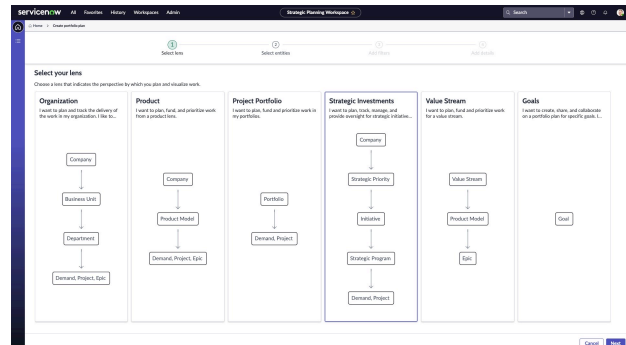 servicenow All Favorites History Workspaces Admin Strategic Planning Workspace Search
Home > Create portfolio plan
1 2 3 4
Select lens Select entities Add filters Add details
Select your lens
Choose a lens that indicates the perspective by which you plan and visualize work.
Organization
I want to plan and track the delivery of
the work in my organization. I like to...
Company
Business Unit
Department
Demand, Project, Epic
Product
I want to plan, fund, and prioritize work
from a product lens.
Company
Product Model
Demand, Project, Epic
Project Portfolio
I want to plan, fund and prioritize work in
my portfolios.
Portfolio
Demand, Project
Strategic Investments
I want to plan, track, manage, and
provide oversight for strategic initiative...
Company
Strategic Priority
Initiative
Strategic Program
Demand, Project
Value Stream
I want to plan, fund and prioritize work
for a value stream.
Value Stream
Product Model
Epic
Goals
I want to create, share, and collaborate
on a portfolio plan for specific goals. I...
Goal
Cancel Next